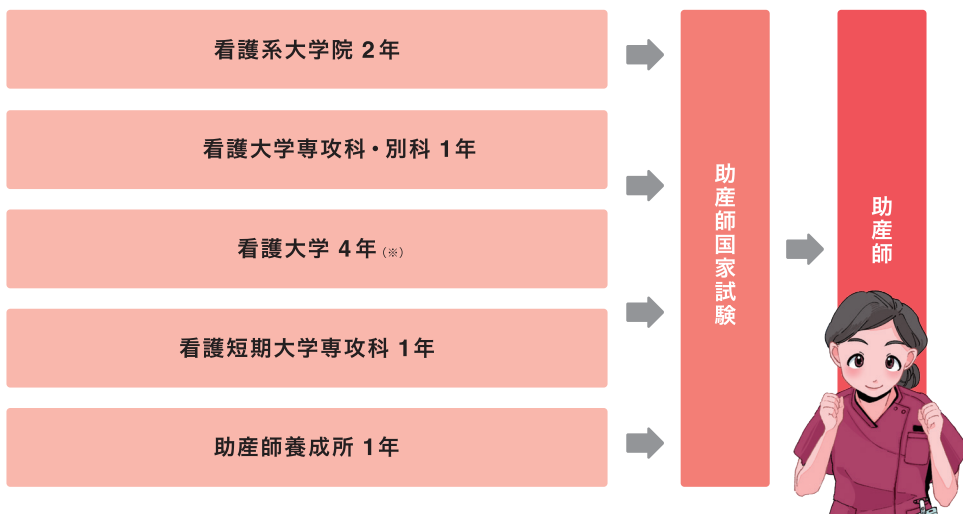 看護系大学院 2年
看護大学専攻科・別科 1年
看護大学 4年(※)
看護短期大学専攻科 1年
助産師養成所 1年
助産師国家試験
助産師